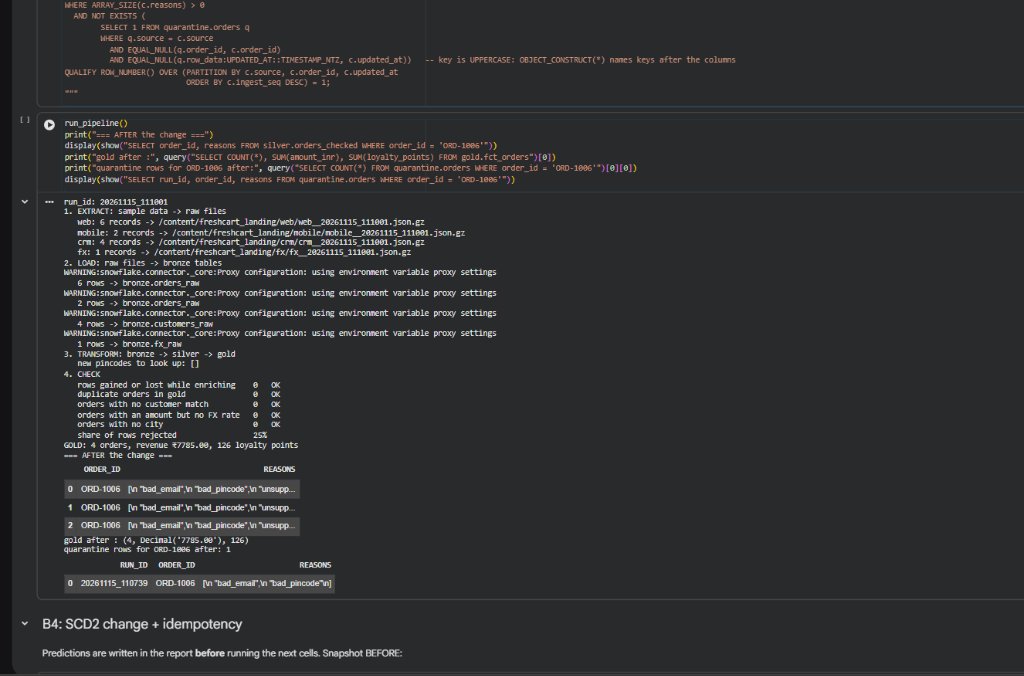 WHERE ARRAY_SIZE(c.reasons) > 0
AND NOT EXISTS (
SELECT 1 FROM quarantine.orders q
WHERE q.source = c.source
AND EQUAL_NULL(q.order_id, c.order_id)
AND EQUAL_NULL(q.row_data:UPDATED_AT::TIMESTAMP_NTZ, c.updated_at)) -- key is UPPERCASE: OBJECT_CONSTRUCT(*) names keys after the columns
QUALIFY ROW_NUMBER() OVER (PARTITION BY c.source, c.order_id, c.updated_at
ORDER BY c.ingest_seq DESC) = 1;
"""
[ ]
run_pipeline()
print("=== AFTER the change ===")
display(show("SELECT order_id, reasons FROM silver.orders_checked WHERE order_id = 'ORD-1006'"))
print("gold after :", query("SELECT COUNT(*), SUM(amount_inr), SUM(loyalty_points) FROM gold.fct_orders")[0])
print("quarantine rows for ORD-1006 after:", query("SELECT COUNT(*) FROM quarantine.orders WHERE order_id = 'ORD-1006'")[0][0])
display(show("SELECT run_id, order_id, reasons FROM quarantine.orders WHERE order_id = 'ORD-1006'"))
run_id: 20261115_111001
1. EXTRACT: sample data -> raw files
web: 6 records -> /content/freshcart_landing/web/web__20261115_111001.json.gz
mobile: 2 records -> /content/freshcart_landing/mobile/mobile__20261115_111001.json.gz
crm: 4 records -> /content/freshcart_landing/crm/crm__20261115_111001.json.gz
fx: 1 records -> /content/freshcart_landing/fx/fx__20261115_111001.json.gz
2. LOAD: raw files -> bronze tables
WARNING:snowflake.connector._core:Proxy configuration: using environment variable proxy settings
6 rows -> bronze.orders_raw
WARNING:snowflake.connector._core:Proxy configuration: using environment variable proxy settings
2 rows -> bronze.orders_raw
WARNING:snowflake.connector._core:Proxy configuration: using environment variable proxy settings
4 rows -> bronze.customers_raw
WARNING:snowflake.connector._core:Proxy configuration: using environment variable proxy settings
1 rows -> bronze.fx_raw
3. TRANSFORM: bronze -> silver -> gold
new pincodes to look up: []
4. CHECK
rows gained or lost while enriching 0 OK
duplicate orders in gold 0 OK
orders with no customer match 0 OK
orders with an amount but no FX rate 0 OK
orders with no city 0 OK
share of rows rejected 25%
GOLD: 4 orders, revenue ₹7785.00, 126 loyalty points
=== AFTER the change ===
ORDER_ID REASONS
0 ORD-1006 [\n "bad_email",\n "bad_pincode",\n "unsupp...
1 ORD-1006 [\n "bad_email",\n "bad_pincode",\n "unsupp...
2 ORD-1006 [\n "bad_email",\n "bad_pincode",\n "unsupp...
gold after : (4, Decimal('7785.00'), 126)
quarantine rows for ORD-1006 after: 1
RUN_ID ORDER_ID REASONS
0 20261115_110739 ORD-1006 [\n "bad_email",\n "bad_pincode"\n]
B4: SCD2 change + idempotency
Predictions are written in the report before running the next cells. Snapshot BEFORE: